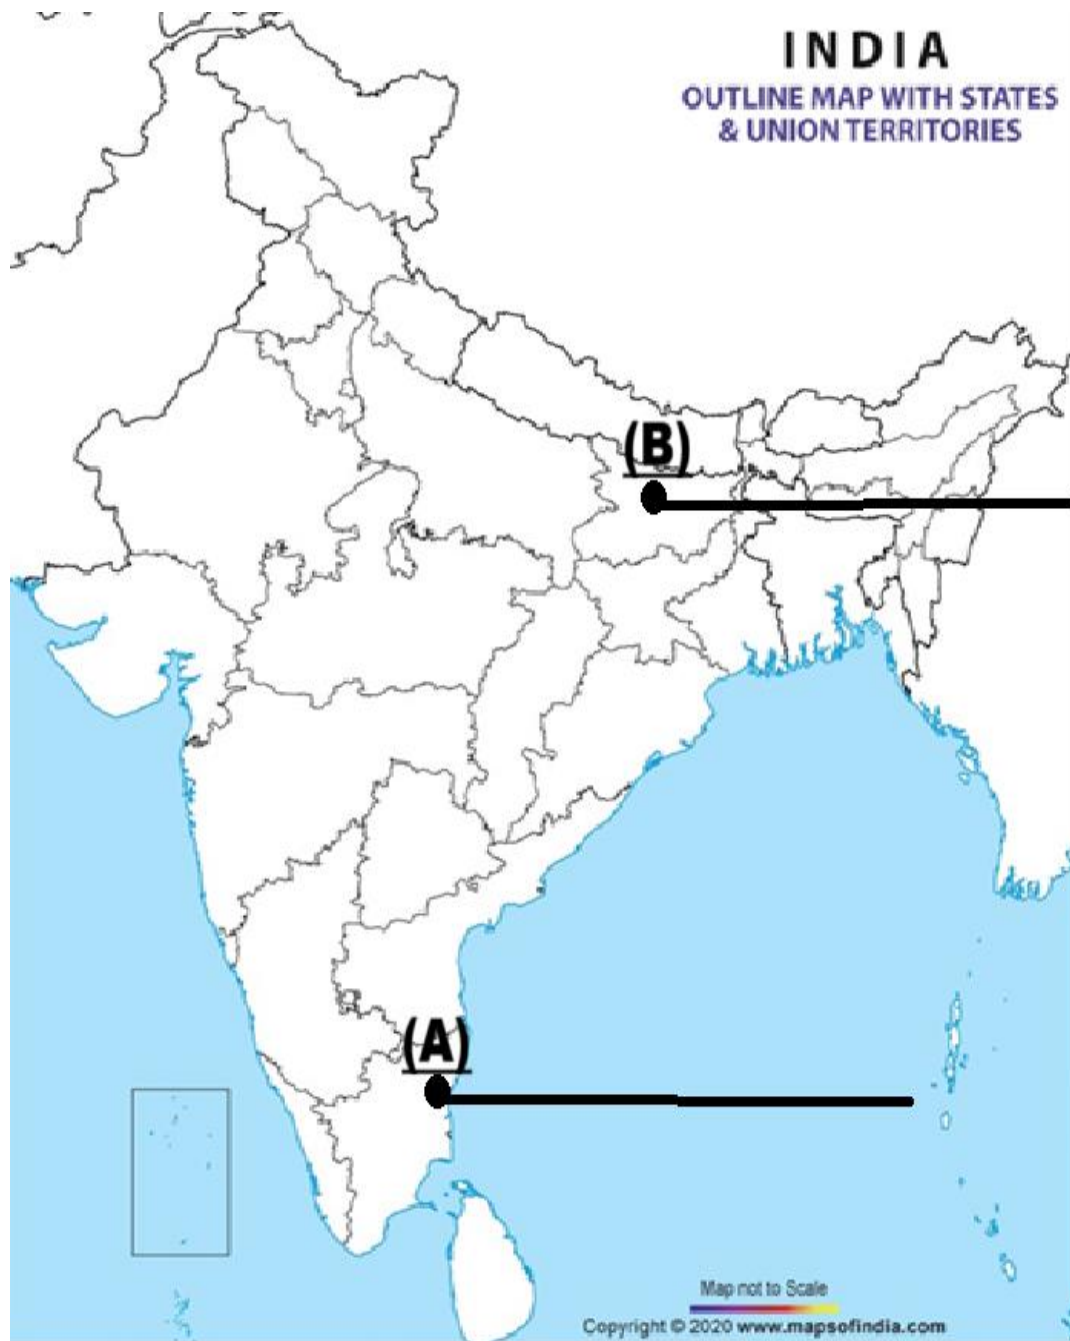 INDIA
OUTLINE MAP WITH STATES
& UNION TERRITORIES
(B)
(A)
Map not to Scale
Copyright © 2020 www.mapsofindia.com